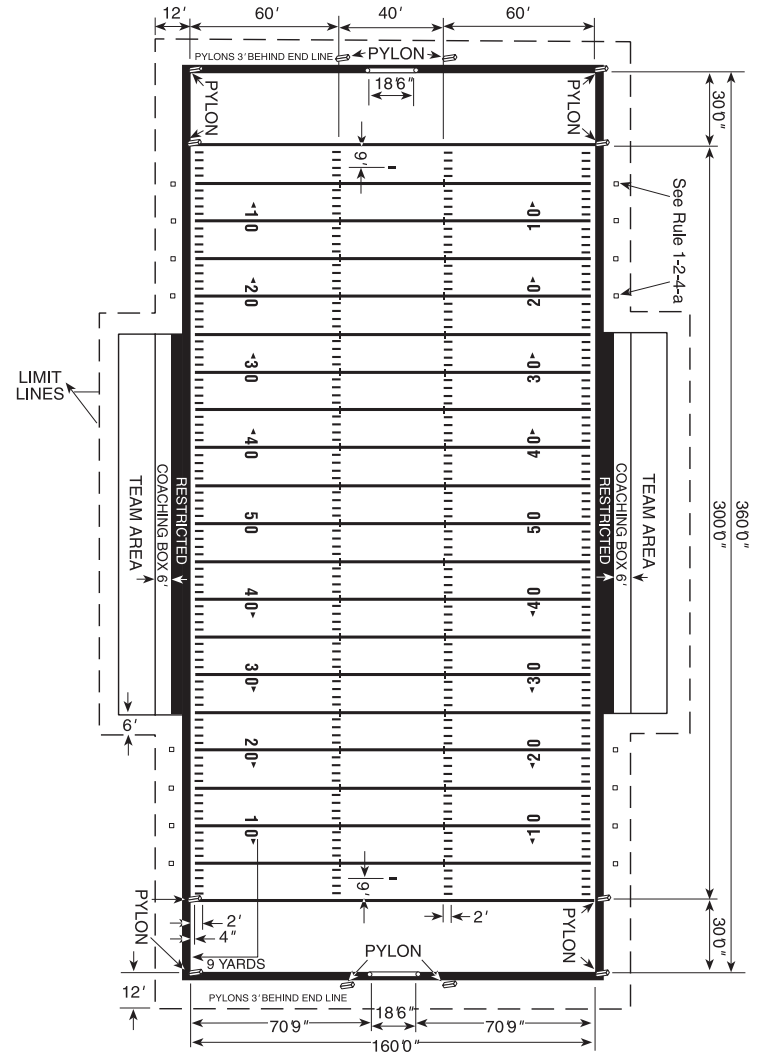 12′ 60′ 40′ 60′
PYLONS 3′ BEHIND END LINE
PYLON
18′6″
PYLON
PYLON
30′0″
9′
See Rule 1-2-4-a
10 10
20 20
30 30
LIMIT
LINES
40 40
TEAM AREA
COACHING BOX 6′
RESTRICTED
50 50
RESTRICTED
COACHING BOX 6′
TEAM AREA
300′0″
360′0″
40 40
30 30
6′
20 20
10 10
9′
PYLON
2′
4″
2′
PYLON
30′0″
9 YARDS
PYLON
12′
PYLONS 3′ BEHIND END LINE
18′6″
70′9″ 70′9″
160′0″